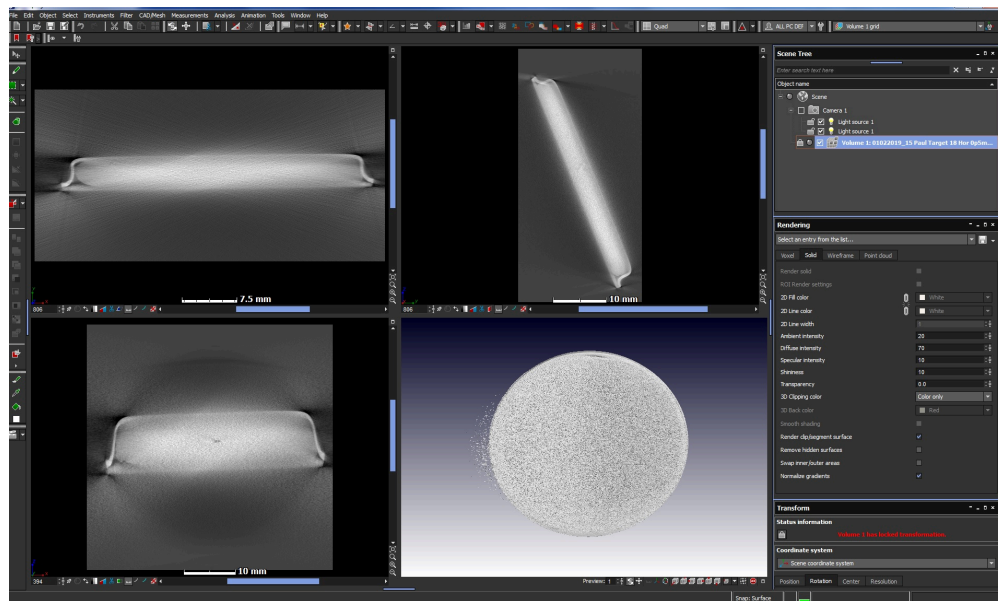 File Edit Object Select Instruments Filter CAD/Mesh Measurements Analysis Animation Tools Window Help
Quad
ALL PC DEF
Volume 1 grid
7.5 mm
806
10 mm
806
10 mm
394
Preview: 1
Scene Tree
Enter search text here
Object name
Scene
Camera 1
Light source 1
Light source 1
Volume 1: 01022019_15 Paul Target 18 Hor 0p5m...
Rendering
Select an entry from the list...
Voxel Solid Wireframe Point cloud
Render solid
ROI Render settings
2D Fill color White
2D Line color White
2D Line width
Ambient intensity 20
Diffuse intensity 70
Specular intensity 10
Shininess 10
Transparency 0.0
3D Clipping color Color only
3D Back color Red
Smooth shading
Render clip/segment surface
Remove hidden surfaces
Swap inner/outer areas
Normalize gradients
Transform
Status information
Volume 1 has locked transformation
Coordinate system
Scene coordinate system
Position Rotation Center Resolution
Snap: Surface